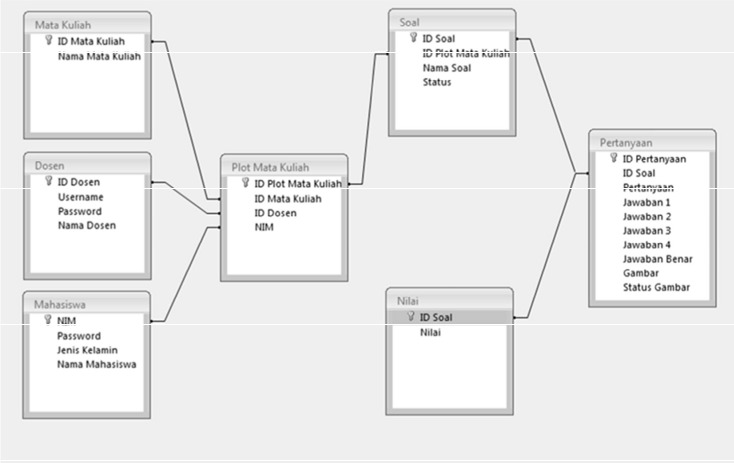 Mata Kuliah
ID Mata Kuliah
Nama Mata Kuliah
Dosen
ID Dosen
Username
Password
Nama Dosen
Mahasiswa
NIM
Password
Jenis Kelamin
Nama Mahasiswa
Plot Mata Kuliah
ID Plot Mata Kuliah
ID Mata Kuliah
ID Dosen
NIM
Soal
ID Soal
ID Plot Mata Kuliah
Nama Soal
Status
Nilai
ID Soal
Nilai
Pertanyaan
ID Pertanyaan
ID Soal
Pertanyaan
Jawaban 1
Jawaban 2
Jawaban 3
Jawaban 4
Jawaban Benar
Gambar
Status Gambar